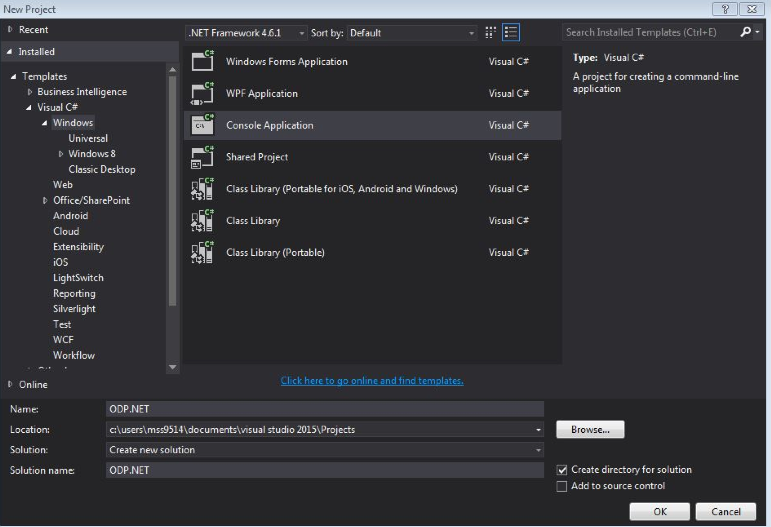 New Project
Recent
.NET Framework 4.6.1
Sort by: Default
Search Installed Templates (Ctrl+E)
Installed
Templates
Business Intelligence
Visual C#
Windows
Universal
Windows 8
Classic Desktop
Web
Office/SharePoint
Android
Cloud
Extensibility
iOS
LightSwitch
Reporting
Silverlight
Test
WCF
Workflow
Online
Windows Forms Application Visual C#
WPF Application Visual C#
Console Application Visual C#
Shared Project Visual C#
Class Library (Portable for iOS, Android and Windows) Visual C#
Class Library Visual C#
Class Library (Portable) Visual C#
Type: Visual C#
A project for creating a command-line
application
Click here to go online and find templates.
Name: ODP.NET
Location: c:\users\mss9514\documents\visual studio 2015\Projects
Browse...
Solution: Create new solution
Solution name: ODP.NET
Create directory for solution
Add to source control
OK Cancel